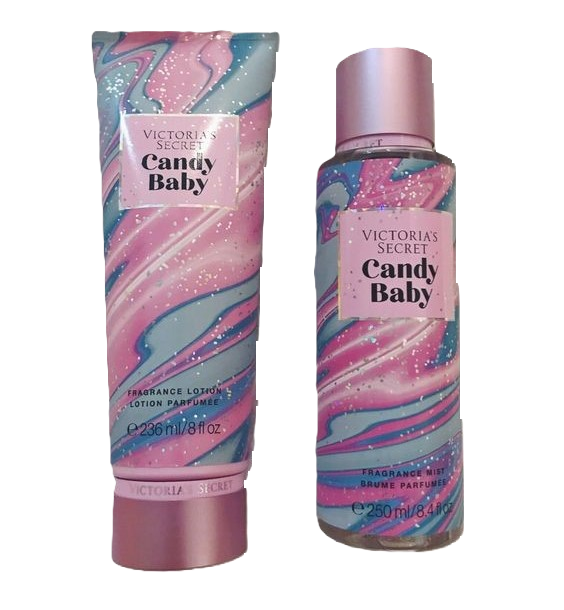 VICTORIA'S
SECRET
Candy
Baby
FRAGRANCE LOTION
LOTION PARFUMÉE
℮ 236 ml/8 fl oz
VICTORIA'S SECRET
VICTORIA'S
SECRET
Candy
Baby
FRAGRANCE MIST
BRUME PARFUMÉE
℮ 250 ml/8.4 fl oz